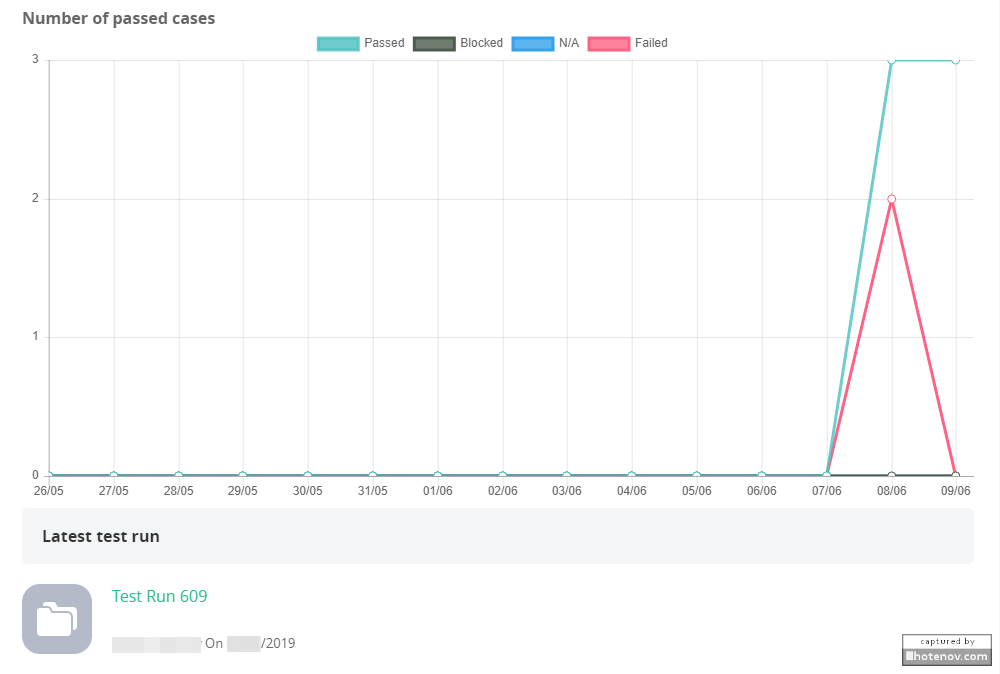 Number of passed cases
Passed Blocked N/A Failed
3
2
1
0
26/05 27/05 28/05 29/05 30/05 31/05 01/06 02/06 03/06 04/06 05/06 06/06 07/06 08/06 09/06
Latest test run
Test Run 609
On /2019
captured by
hotenov.com